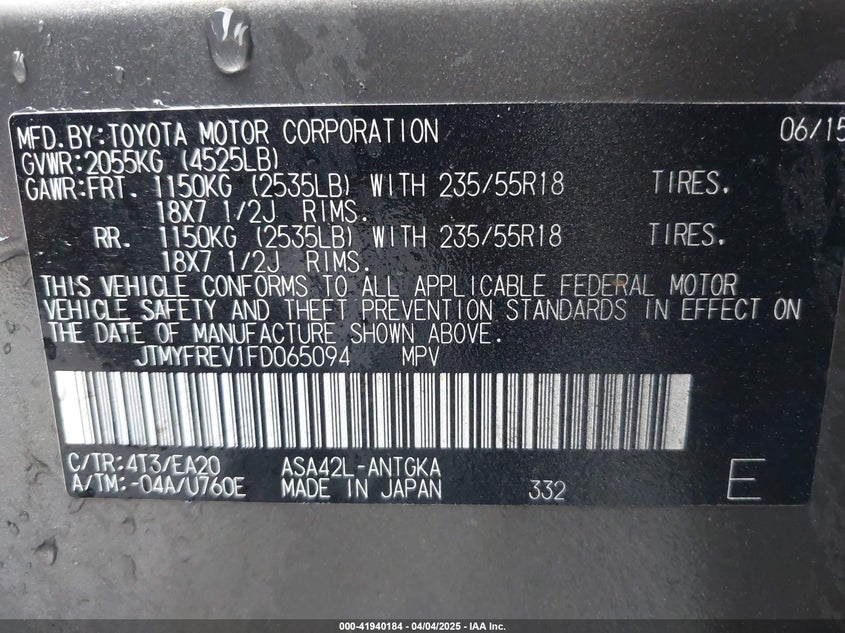 MFD.BY:TOYOTA MOTOR CORPORATION 06/15
GVWR:2055KG (4525LB)
GAWR:FRT. 1150KG (2535LB) WITH 235/55R18 TIRES.
18X7 1/2J RIMS.
RR. 1150KG (2535LB) WITH 235/55R18 TIRES.
18X7 1/2J RIMS.
THIS VEHICLE CONFORMS TO ALL APPLICABLE FEDERAL MOTOR
VEHICLE SAFETY AND THEFT PREVENTION STANDARDS IN EFFECT ON
THE DATE OF MANUFACTURE SHOWN ABOVE.
JTMYFREV1FD065094 MPV
C/TR:4T3/EA20 ASA42L-ANTGKA
A/TM:-04A/U760E MADE IN JAPAN 332 E
000-41940184 - 04/04/2025 - IAA Inc.